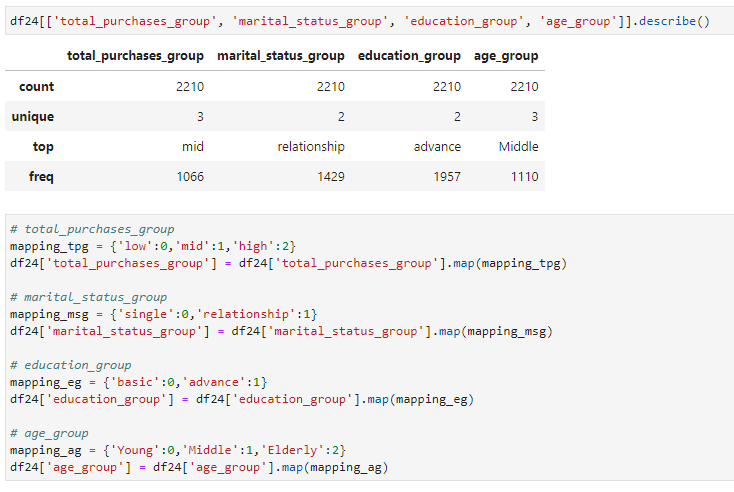 df24[['total_purchases_group', 'marital_status_group', 'education_group', 'age_group']].describe()
total_purchases_group marital_status_group education_group age_group
count 2210 2210 2210 2210
unique 3 2 2 3
top mid relationship advance Middle
freq 1066 1429 1957 1110
# total_purchases_group
mapping_tpg = {'low':0,'mid':1,'high':2}
df24['total_purchases_group'] = df24['total_purchases_group'].map(mapping_tpg)
# marital_status_group
mapping_msg = {'single':0,'relationship':1}
df24['marital_status_group'] = df24['marital_status_group'].map(mapping_msg)
# education_group
mapping_eg = {'basic':0,'advance':1}
df24['education_group'] = df24['education_group'].map(mapping_eg)
# age_group
mapping_ag = {'Young':0,'Middle':1,'Elderly':2}
df24['age_group'] = df24['age_group'].map(mapping_ag)